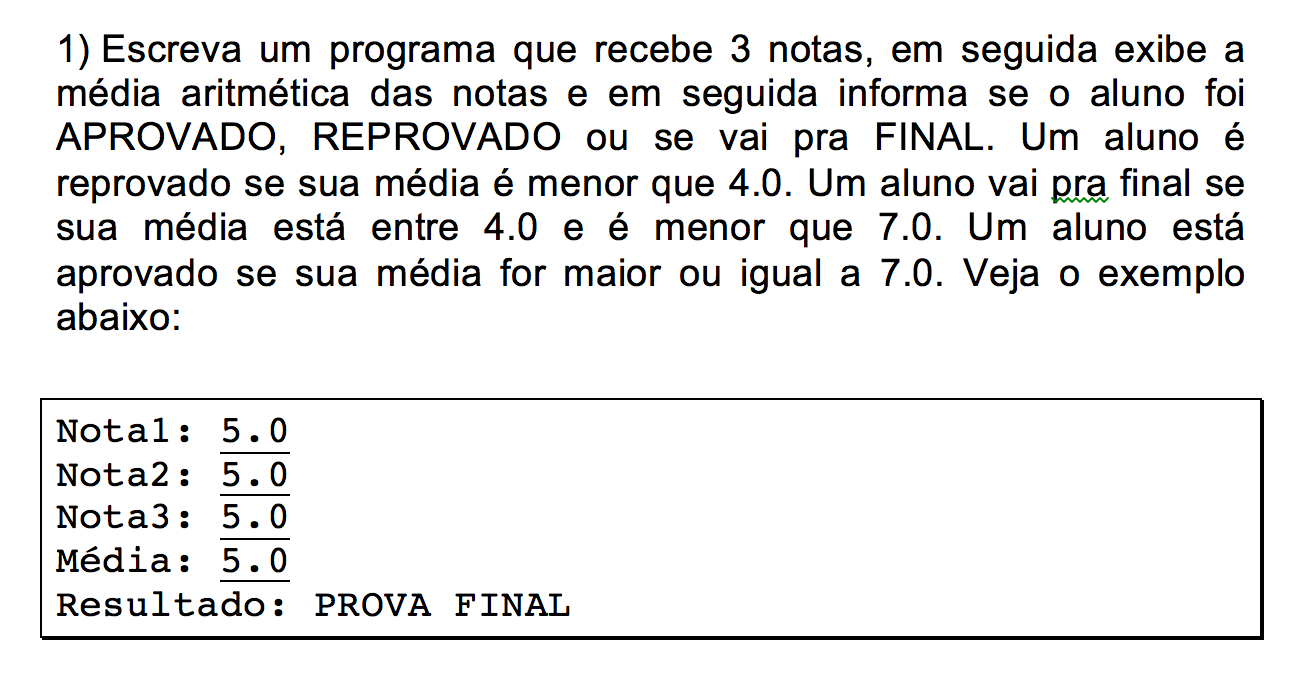 1) Escreva um programa que recebe 3 notas, em seguida exibe a
média aritmética das notas e em seguida informa se o aluno foi
APROVADO, REPROVADO ou se vai pra FINAL. Um aluno é
reprovado se sua média é menor que 4.0. Um aluno vai pra final se
sua média está entre 4.0 e é menor que 7.0. Um aluno está
aprovado se sua média for maior ou igual a 7.0. Veja o exemplo
abaixo:
Nota1: 5.0
Nota2: 5.0
Nota3: 5.0
Média: 5.0
Resultado: PROVA FINAL